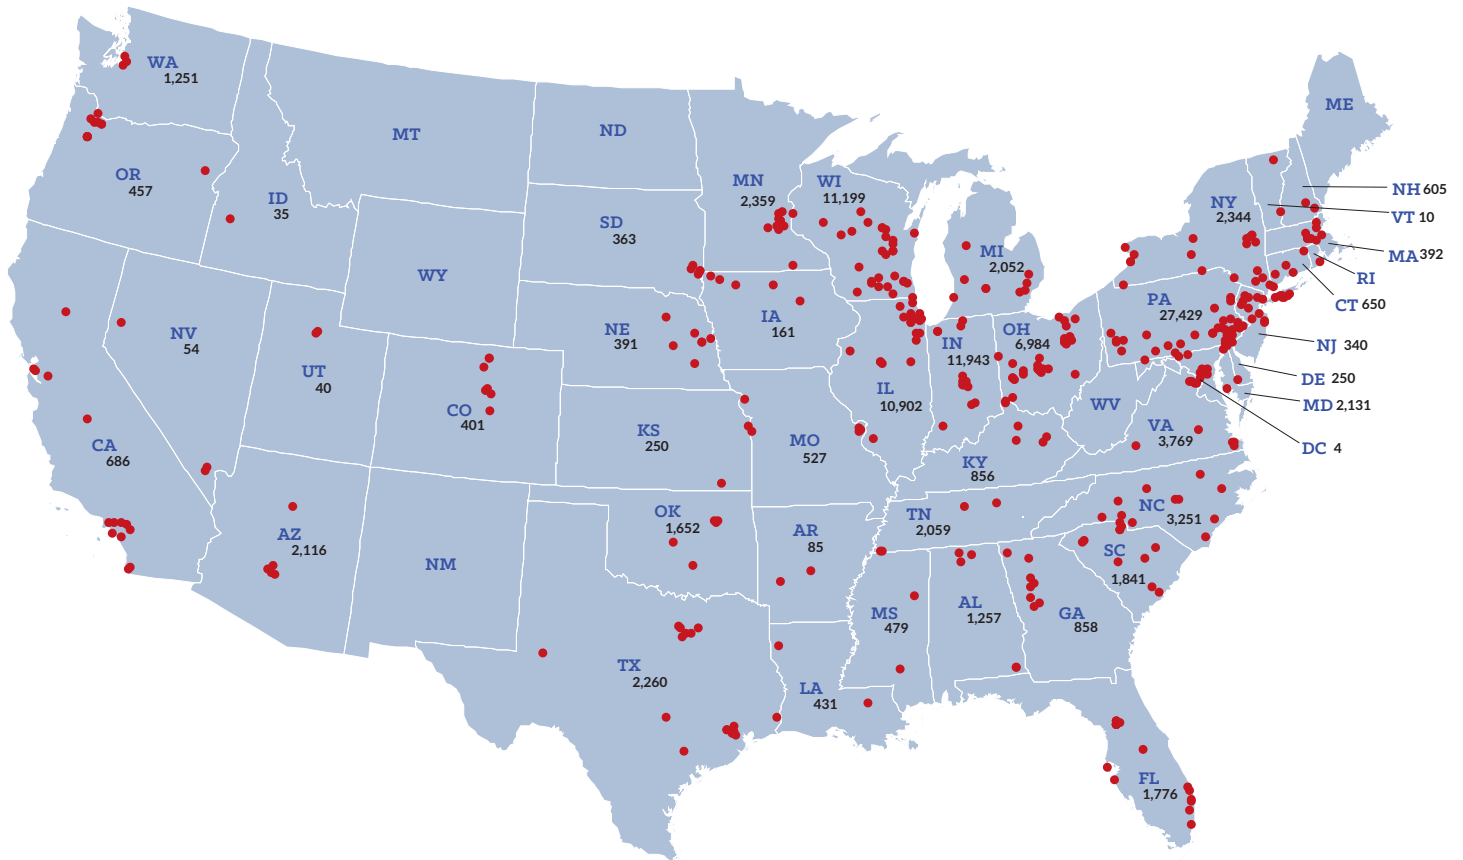 WA
1,251
MT
ND
ME
OR
457
ID
35
MN
2,359
WI
11,199
NY
2,344
NH 605
VT 10
SD
363
MI
2,052
MA 392
WY
RI
CT 650
PA
27,429
NV
54
NE
391
IA
161
IN
11,943
OH
6,984
NJ 340
UT
40
DE 250
CO
401
IL
10,902
WV
MD 2,131
CA
686
KS
250
MO
527
VA
3,769
DC 4
KY
856
AZ
2,116
OK
1,652
AR
85
TN
2,059
NC
3,251
NM
SC
1,841
MS
479
AL
1,257
GA
858
TX
2,260
LA
431
FL
1,776